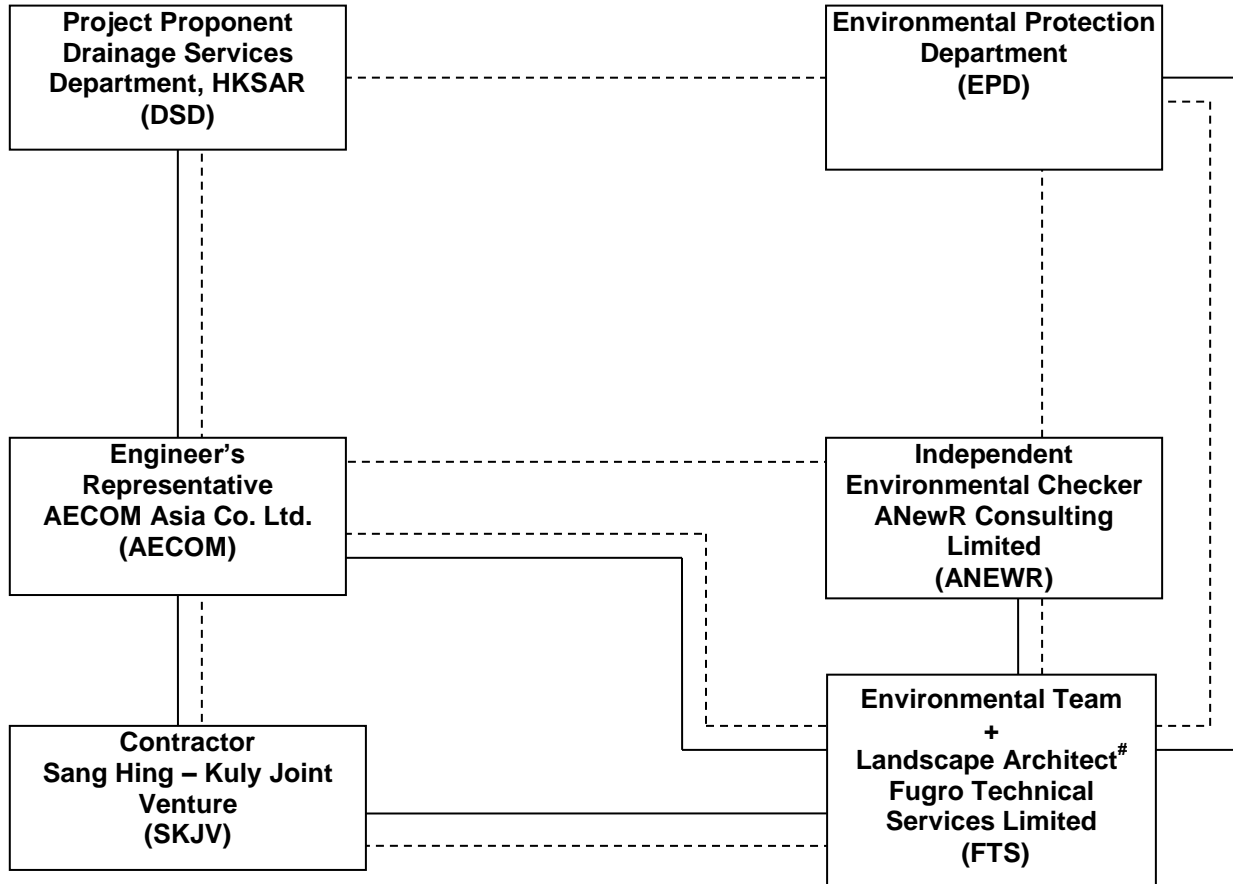 Project Proponent
Drainage Services
Department, HKSAR
(DSD)
Environmental Protection
Department
(EPD)
Engineer's
Representative
AECOM Asia Co. Ltd.
(AECOM)
Independent
Environmental Checker
ANewR Consulting
Limited
(ANEWR)
Contractor
Sang Hing – Kuly Joint
Venture
(SKJV)
Environmental Team
+
Landscape Architect#
Fugro Technical
Services Limited
(FTS)